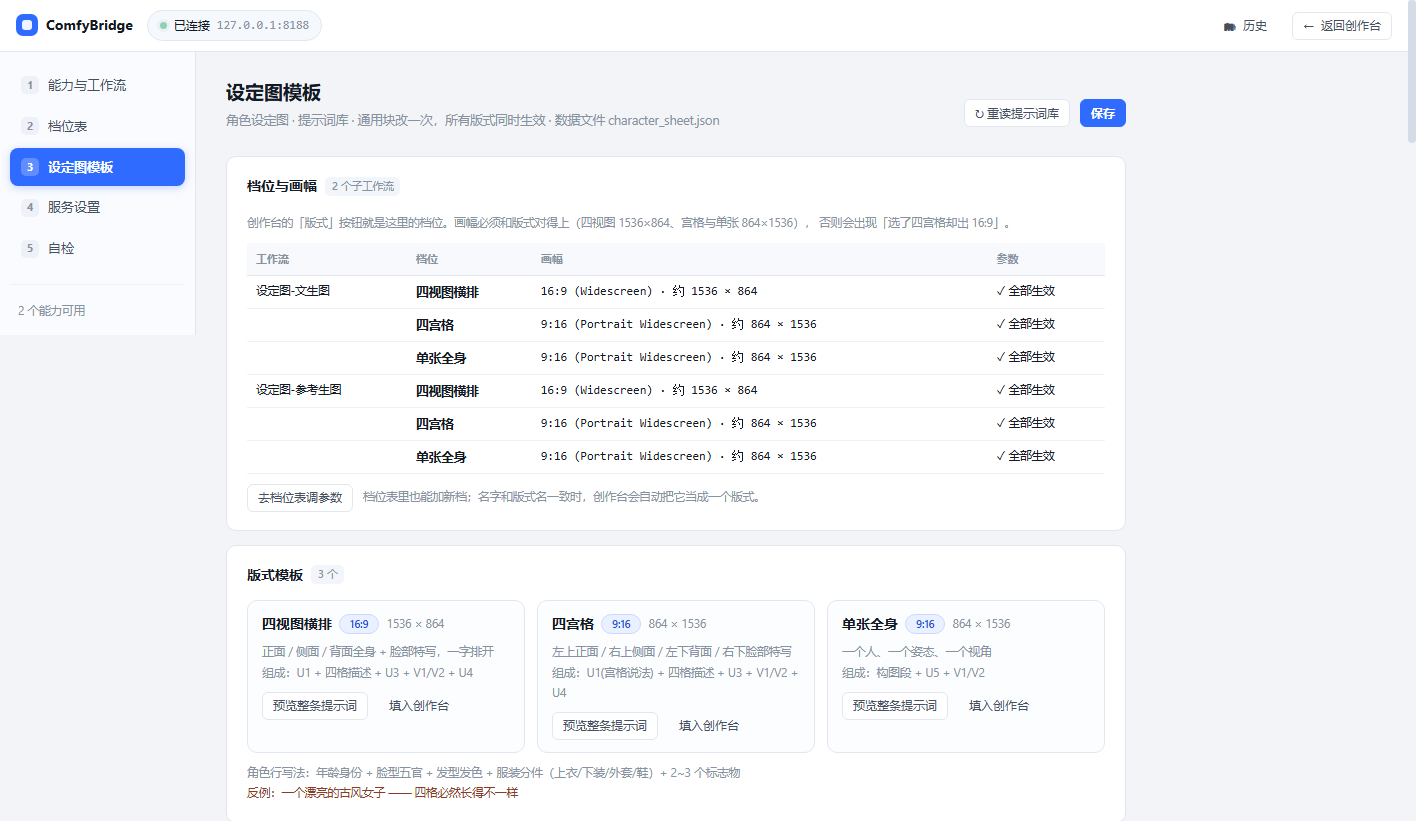 ComfyBridge
已连接 127.0.0.1:8188
历史
← 返回创作台
1 能力与工作流
2 档位表
3 设定图模板
4 服务设置
5 自检
2 个能力可用
设定图模板
角色设定图 · 提示词库 · 通用块改一次，所有版式同时生效 · 数据文件 character_sheet.json
↻ 重读提示词库
保存
档位与画幅 2 个子工作流
创作台的「版式」按钮就是这里的档位。画幅必须和版式对得上（四视图 1536×864、宫格与单张 864×1536）， 否则会出现「选了四宫格却出 16:9」。
工作流 档位 画幅 参数
设定图-文生图 四视图横排 16:9 (Widescreen) · 约 1536 × 864 ✓ 全部生效
四宫格 9:16 (Portrait Widescreen) · 约 864 × 1536 ✓ 全部生效
单张全身 9:16 (Portrait Widescreen) · 约 864 × 1536 ✓ 全部生效
设定图-参考生图 四视图横排 16:9 (Widescreen) · 约 1536 × 864 ✓ 全部生效
四宫格 9:16 (Portrait Widescreen) · 约 864 × 1536 ✓ 全部生效
单张全身 9:16 (Portrait Widescreen) · 约 864 × 1536 ✓ 全部生效
去档位表调参数 档位表里也能加新档；名字和版式名一致时，创作台会自动把它当成一个版式。
版式模板 3 个
四视图横排 16:9 1536 × 864
正面 / 侧面 / 背面全身 + 脸部特写，一字排开
组成：U1 + 四格描述 + U3 + V1/V2 + U4
预览整条提示词 填入创作台
四宫格 9:16 864 × 1536
左上正面 / 右上侧面 / 左下背面 / 右下脸部特写
组成：U1(宫格说法) + 四格描述 + U3 + V1/V2 +
U4
预览整条提示词 填入创作台
单张全身 9:16 864 × 1536
一个人、一个姿态、一个视角
组成：构图段 + U5 + V1/V2
预览整条提示词 填入创作台
角色行写法：年龄身份 + 脸型五官 + 发型发色 + 服装分件（上衣/下装/外套/鞋）+ 2~3 个标志物
反例：一个漂亮的古风女子 —— 四格必然长得不一样